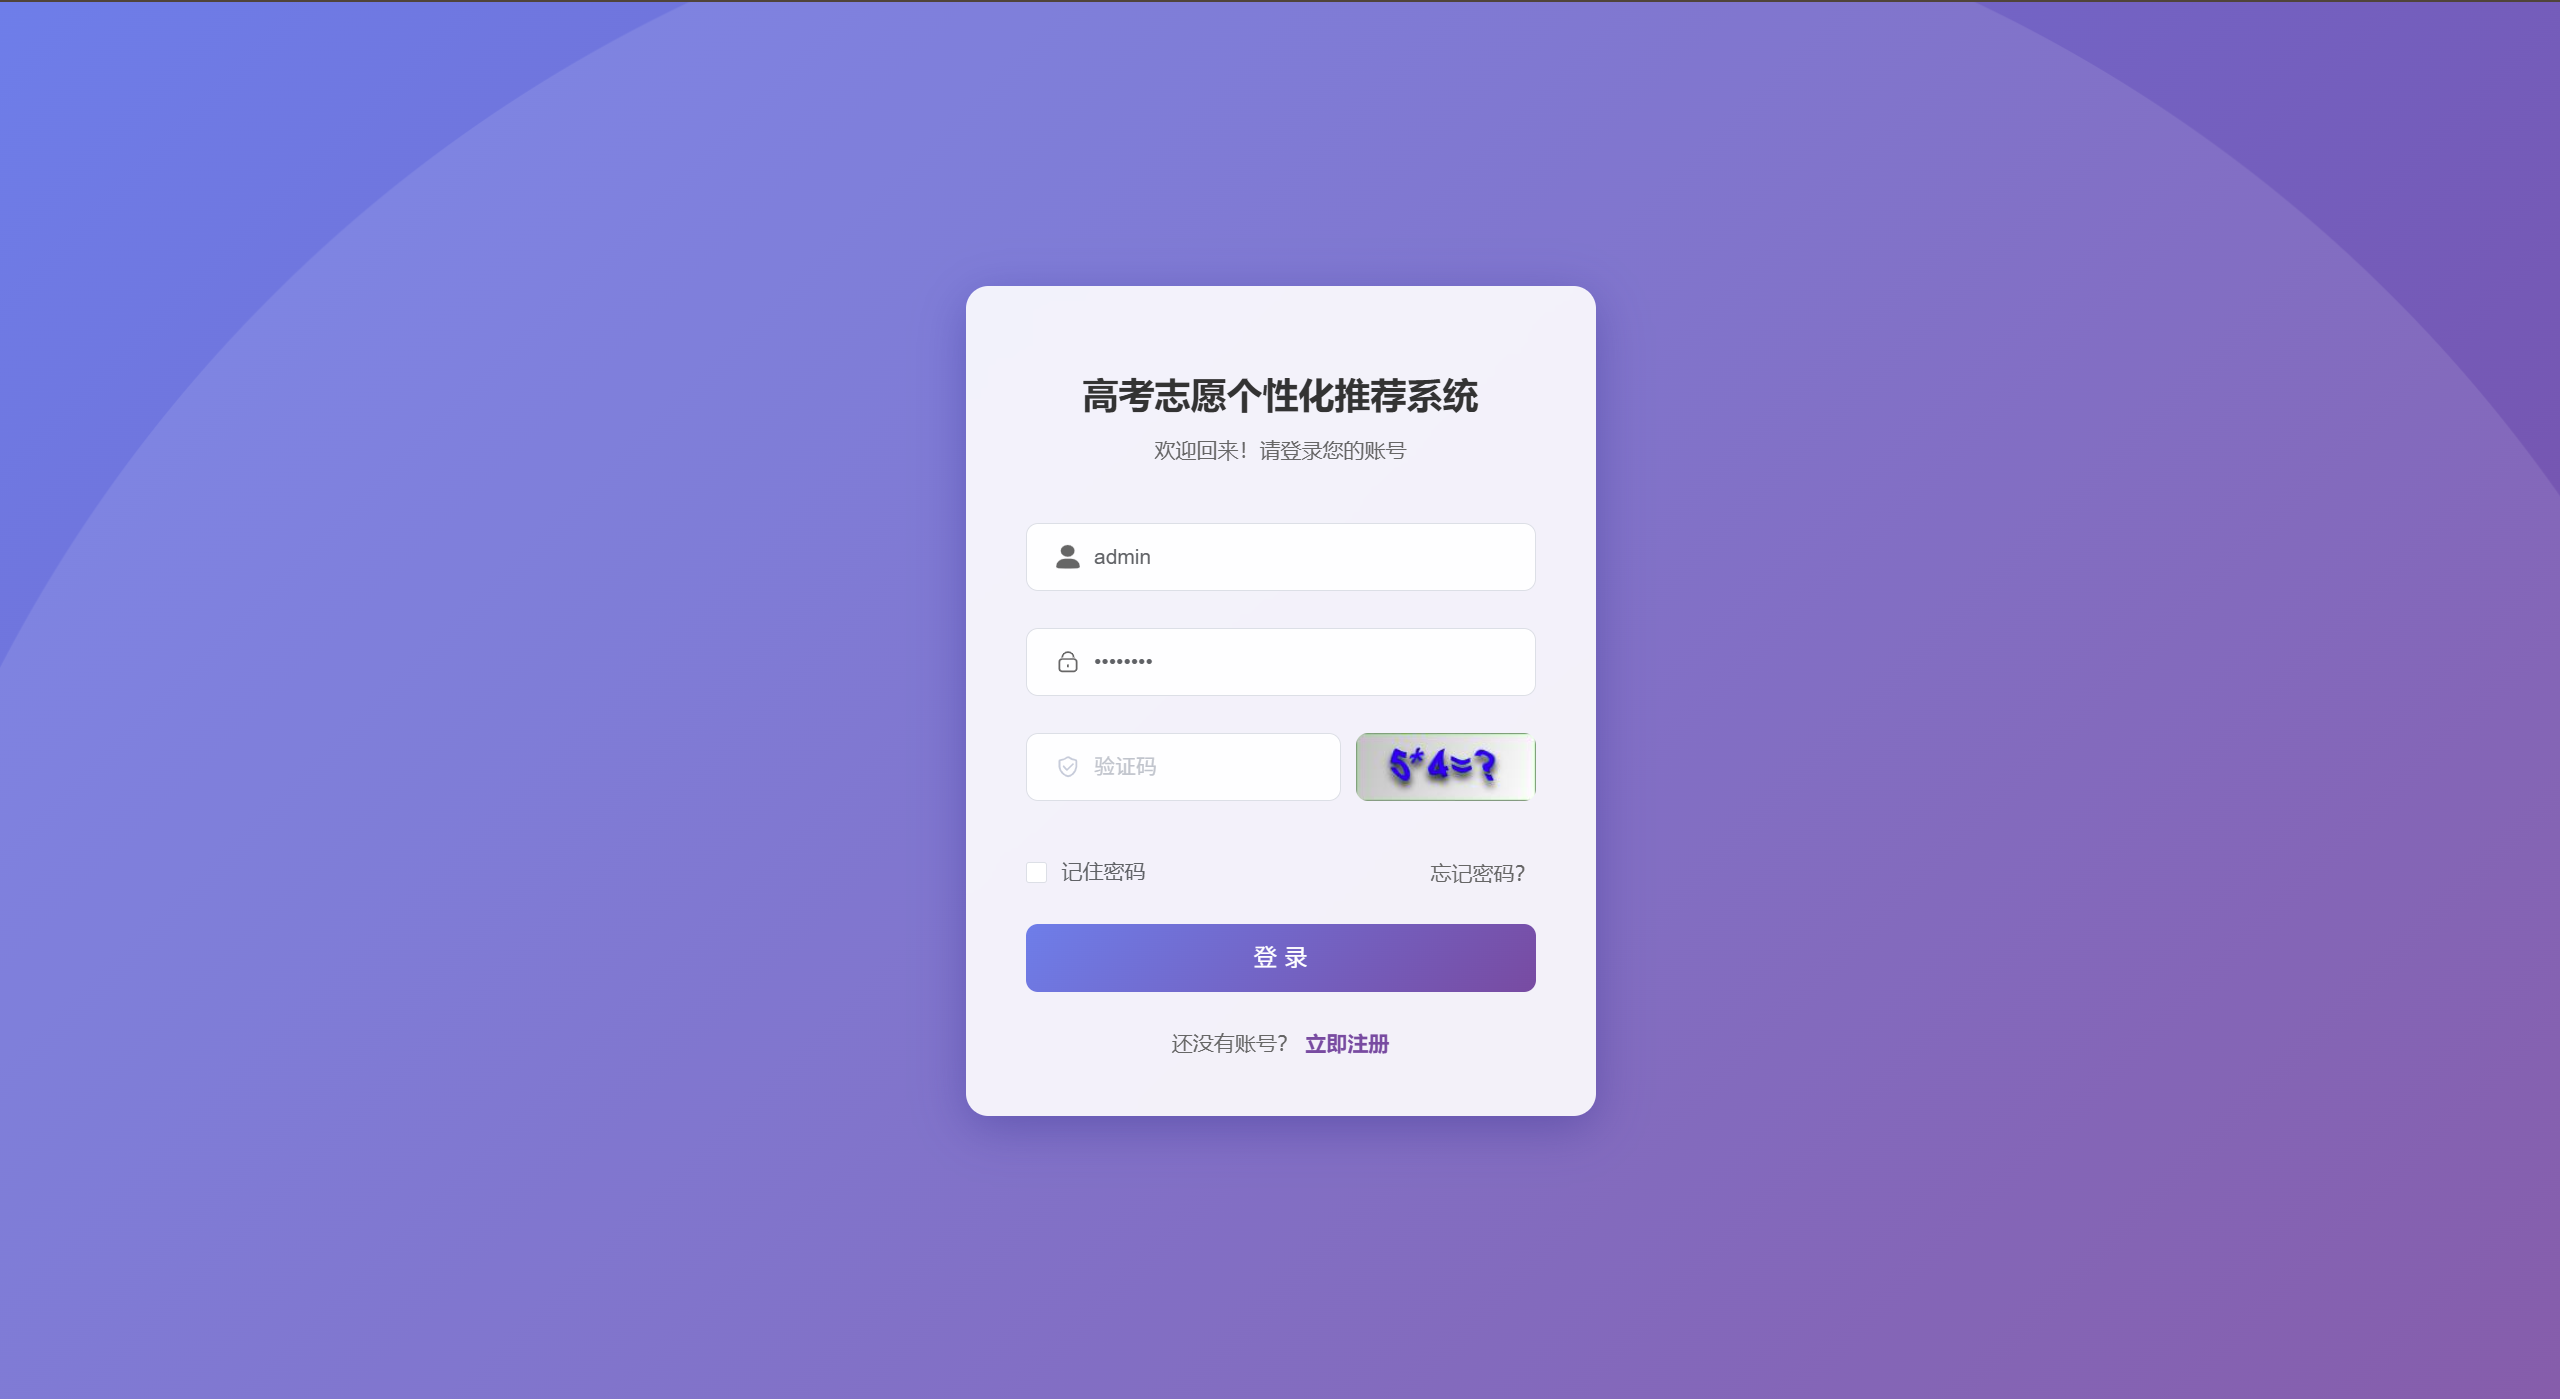 高考志愿个性化推荐系统
欢迎回来！请登录您的账号
admin
••••••••
验证码
5*4=?
记住密码
忘记密码?
登 录
还没有账号? 立即注册